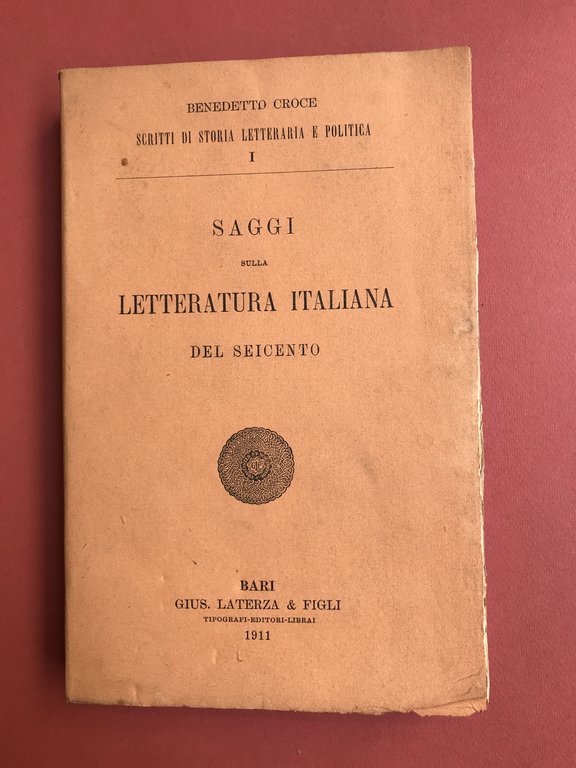 BENEDETTO CROCE
SCRITTI DI STORIA LETTERARIA E POLITICA
I
SAGGI
SULLA
LETTERATURA ITALIANA
DEL SEICENTO
BARI
GIUS. LATERZA & FIGLI
TIPOGRAFI-EDITORI-LIBRAI
1911